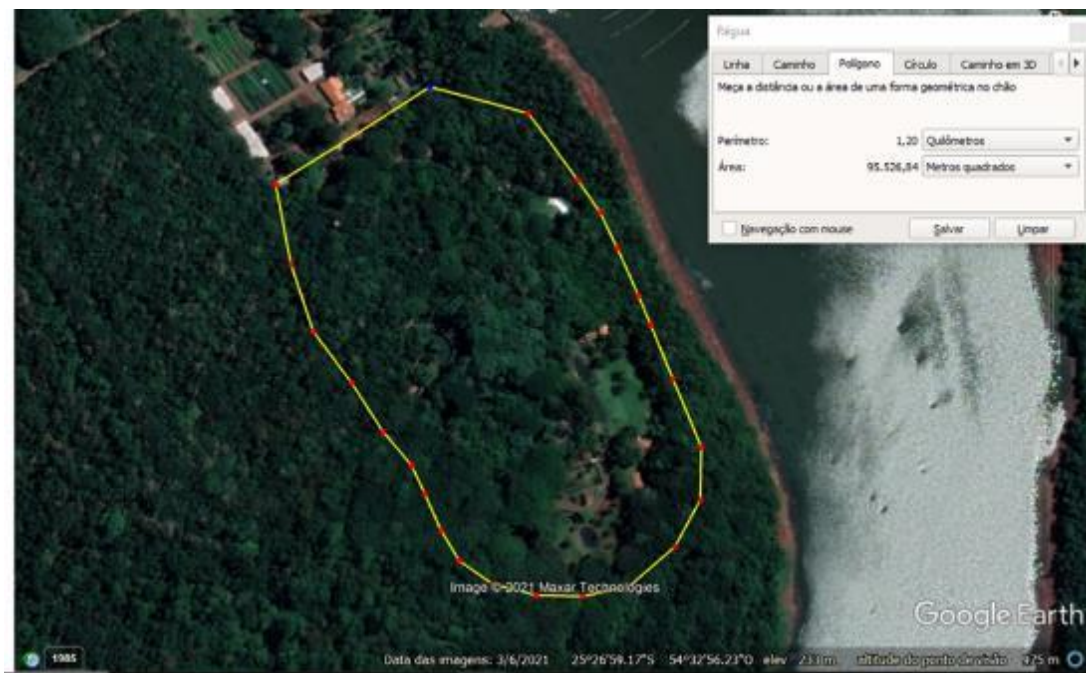 Régua
Linha Caminho Polígono Círculo Caminho em 3D
Meça a distância ou a área de uma forma geométrica no chão
Perímetro: 1,20 Quilômetros
Área: 95.526,84 Metros quadrados
Navegação com mouse Salvar Limpar
Image © 2021 Maxar Technologies
Google Earth
1985 Data das imagens: 3/6/2021 25°26'59.17"S 54°32'56.23"O elev 233 m altitude do ponto de visão 975 m